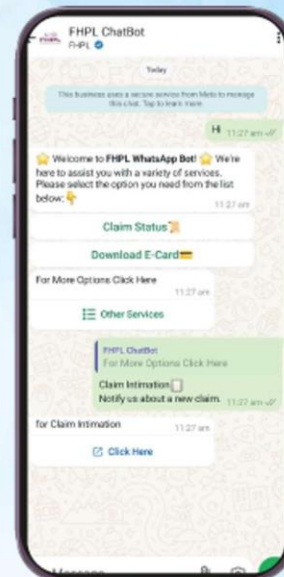 FHPL ChatBot
FHPL
Today
This business uses a secure service from Meta to manage
this chat. Tap to learn more.
Hi 11:27 am
Welcome to FHPL WhatsApp Bot! We're
here to assist you with a variety of services.
Please select the option you need from the list
below:
11:27 am
Claim Status
Download E-Card
For More Options Click Here
11:27 am
Other Services
FHPL ChatBot
For More Options Click Here
Claim Intimation
Notify us about a new claim. 11:27 am
for Claim Intimation
11:27 am
Click Here
Message